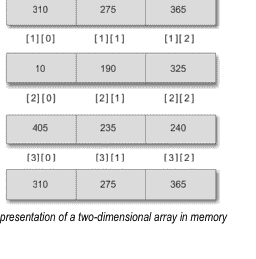 310 275 365
[1][0] [1][1] [1][2]
10 190 325
[2][0] [2][1] [2][2]
405 235 240
[3][0] [3][1] [3][2]
310 275 365
presentation of a two-dimensional array in memory